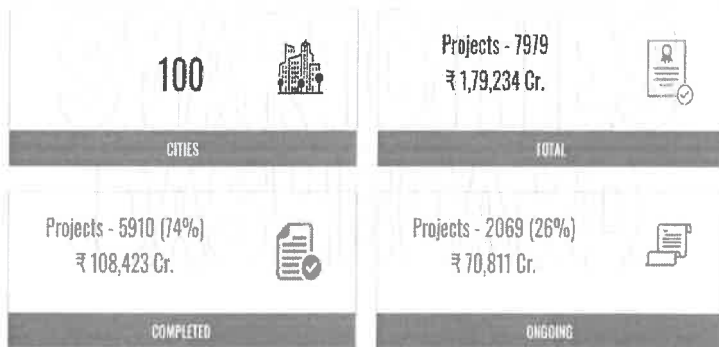 100
CITIES
Projects - 7979
₹ 1,79,234 Cr.
TOTAL
Projects - 5910 (74%)
₹ 108,423 Cr.
COMPLETED
Projects - 2069 (26%)
₹ 70,811 Cr.
ONGOING